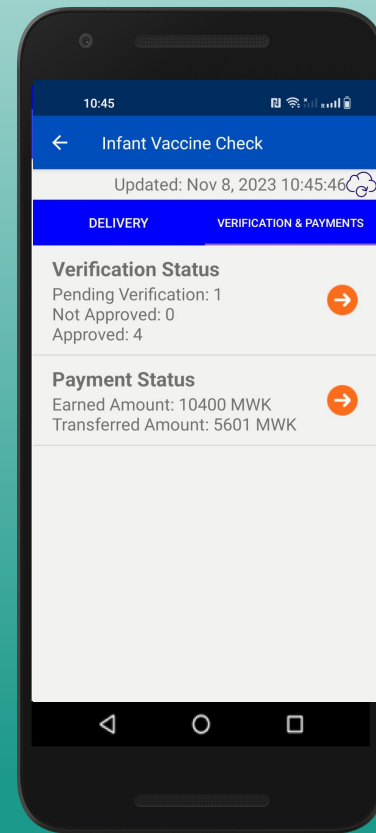 10:45
Infant Vaccine Check
Updated: Nov 8, 2023 10:45:46
DELIVERY
VERIFICATION & PAYMENTS
Verification Status
Pending Verification: 1
Not Approved: 0
Approved: 4
Payment Status
Earned Amount: 10400 MWK
Transferred Amount: 5601 MWK